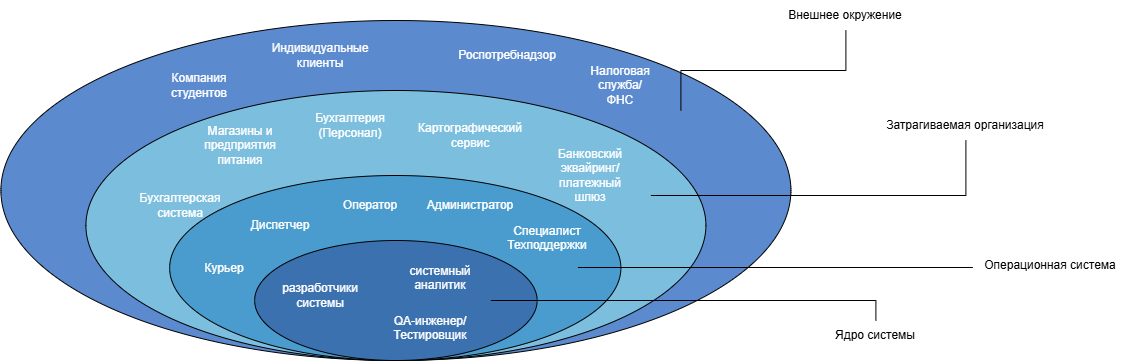 Внешнее окружение
Индивидуальные
клиенты
Роспотребнадзор
Компания
студентов
Налоговая
служба/
ФНС
Затрагиваемая организация
Магазины и
предприятия
питания
Бухгалтерия
(Персонал)
Картографический
сервис
Банковский
эквайринг/
платежный
шлюз
Бухгалтерская
система
Операционная система
Диспетчер
Оператор
Администратор
Специалист
Техподдержки
Курьер
Ядро системы
разработчики
системы
системный
аналитик
QA-инженер/
Тестировщик